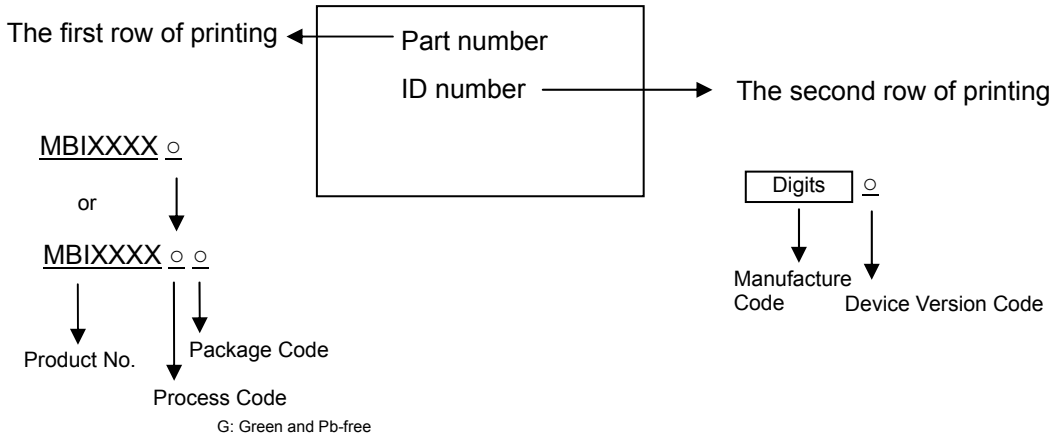 The first row of printing
Part number
ID number
The second row of printing
MBIXXXX ○
or
MBIXXXX ○ ○
Product No.
Package Code
Process Code
G: Green and Pb-free
Digits ○
Manufacture
Code
Device Version Code